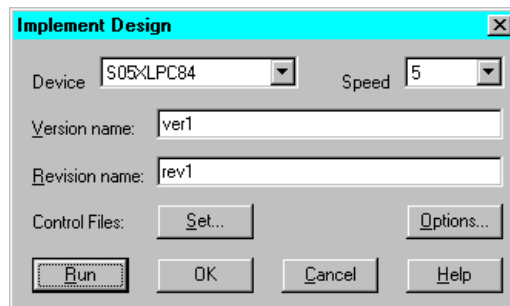 Implement Design
Device S05XLPC84 Speed 5
Version name: ver1
Revision name: rev1
Control Files: Set... Options...
Run OK Cancel Help